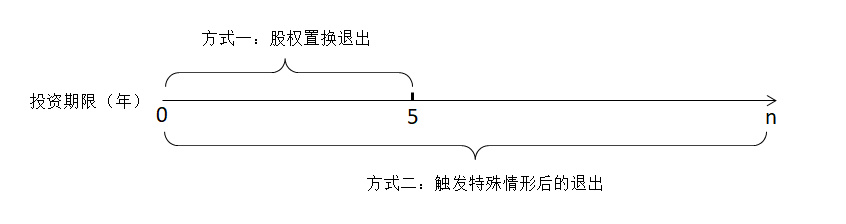 方式一：股权置换退出
投资期限（年）
0
5
n
方式二：触发特殊情形后的退出